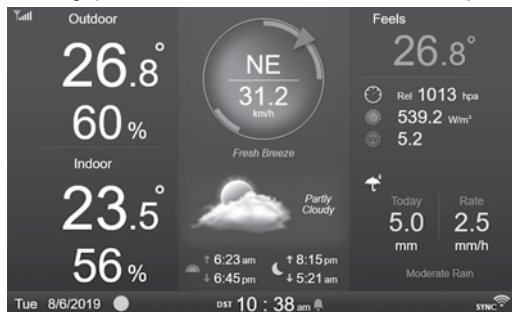 Outdoor
26.8°
60%
Indoor
23.5°
56%
NE
31.2
km/h
Fresh Breeze
Partly
Cloudy
↑ 6:23 am
↓ 6:45 pm
↑ 8:15 pm
↓ 5:21 am
Feels
26.8°
Rel 1013 hpa
539.2 W/m²
5.2
Today
5.0
mm
Rate
2.5
mm/h
Moderate Rain
Tue 8/6/2019
DST 10 : 38 am
SYNC